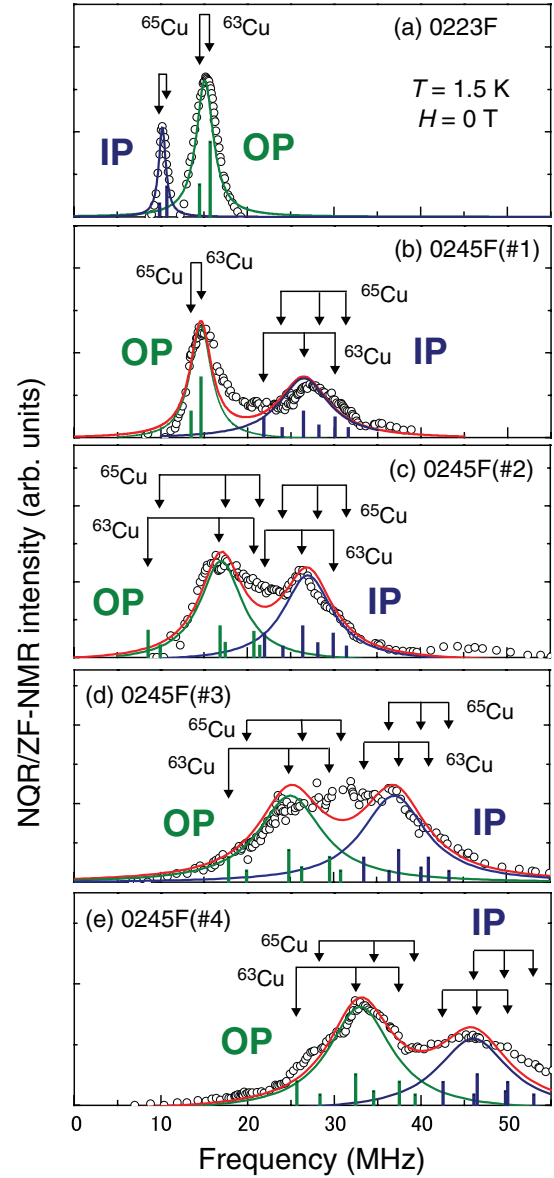 (a) 0223F
⁶⁵Cu ⁶³Cu
T = 1.5 K
H = 0 T
IP OP
(b) 0245F(#1)
⁶⁵Cu ⁶³Cu
⁶⁵Cu
OP IP
⁶³Cu
(c) 0245F(#2)
⁶⁵Cu
⁶⁵Cu
⁶³Cu
⁶³Cu
OP IP
(d) 0245F(#3)
⁶⁵Cu
⁶⁵Cu
⁶³Cu
⁶³Cu
OP IP
(e) 0245F(#4)
IP
⁶⁵Cu
⁶³Cu
OP
0 10 20 30 40 50
Frequency (MHz)
NQR/ZF-NMR intensity (arb. units)